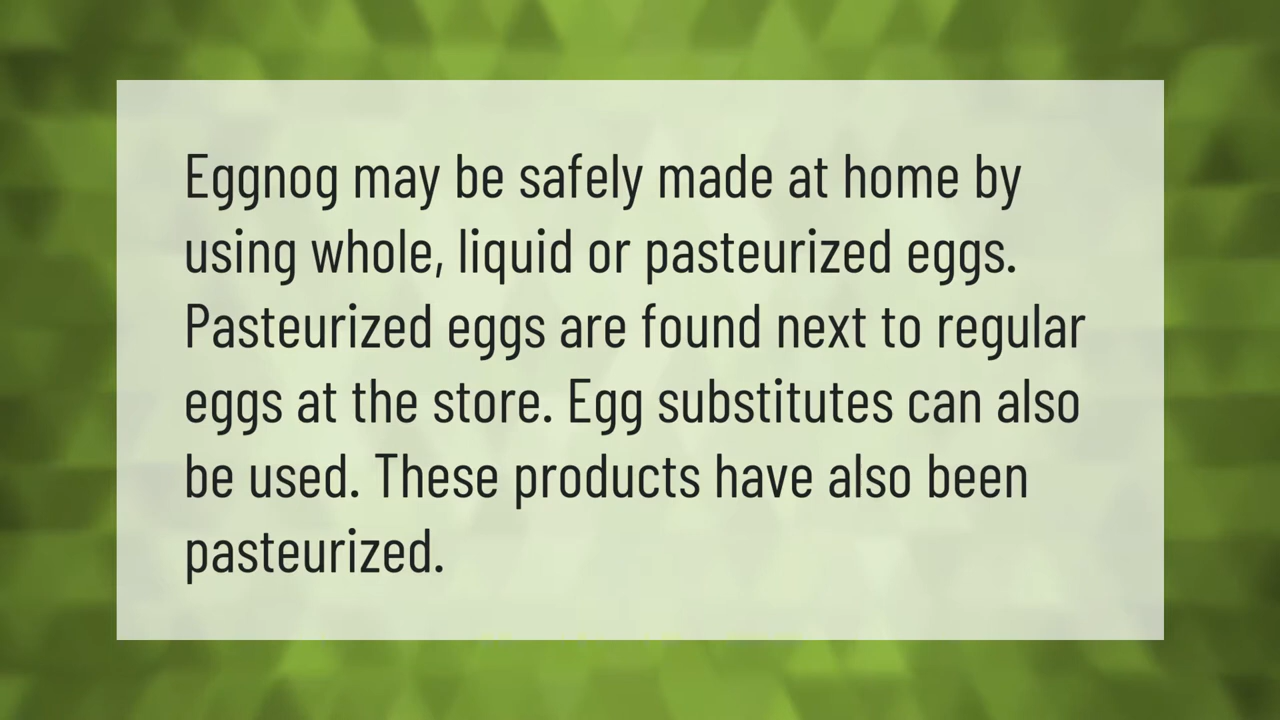 Eggnog may be safely made at home by
using whole, liquid or pasteurized eggs.
Pasteurized eggs are found next to regular
eggs at the store. Egg substitutes can also
be used. These products have also been
pasteurized.